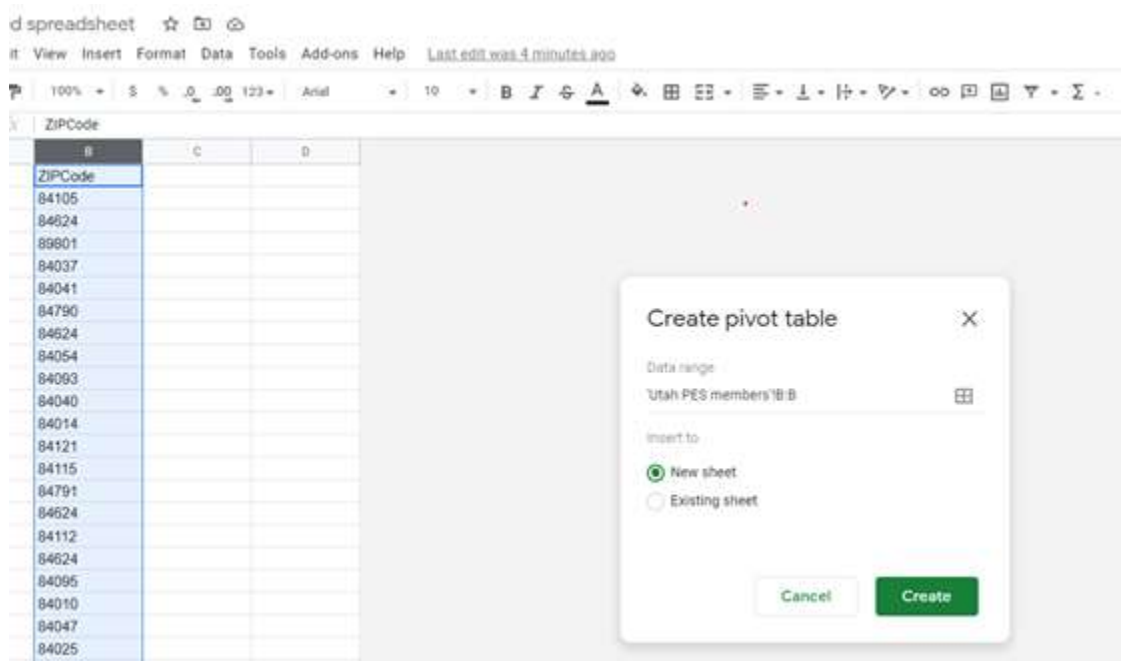 d spreadsheet
it View Insert Format Data Tools Add-ons Help Last edit was 4 minutes ago
100% $ % .0 .00 123 Arial 10 B I S A Σ
ZIPCode
B C D
ZIPCode
84105
84624
89801
84037
84041
84790
84624
84054
84093
84040
84014
84121
84115
84791
84624
84112
84624
84095
84010
84047
84025
Create pivot table
Data range
'Utah PES members'!B:B
Insert to
New sheet
Existing sheet
Cancel Create